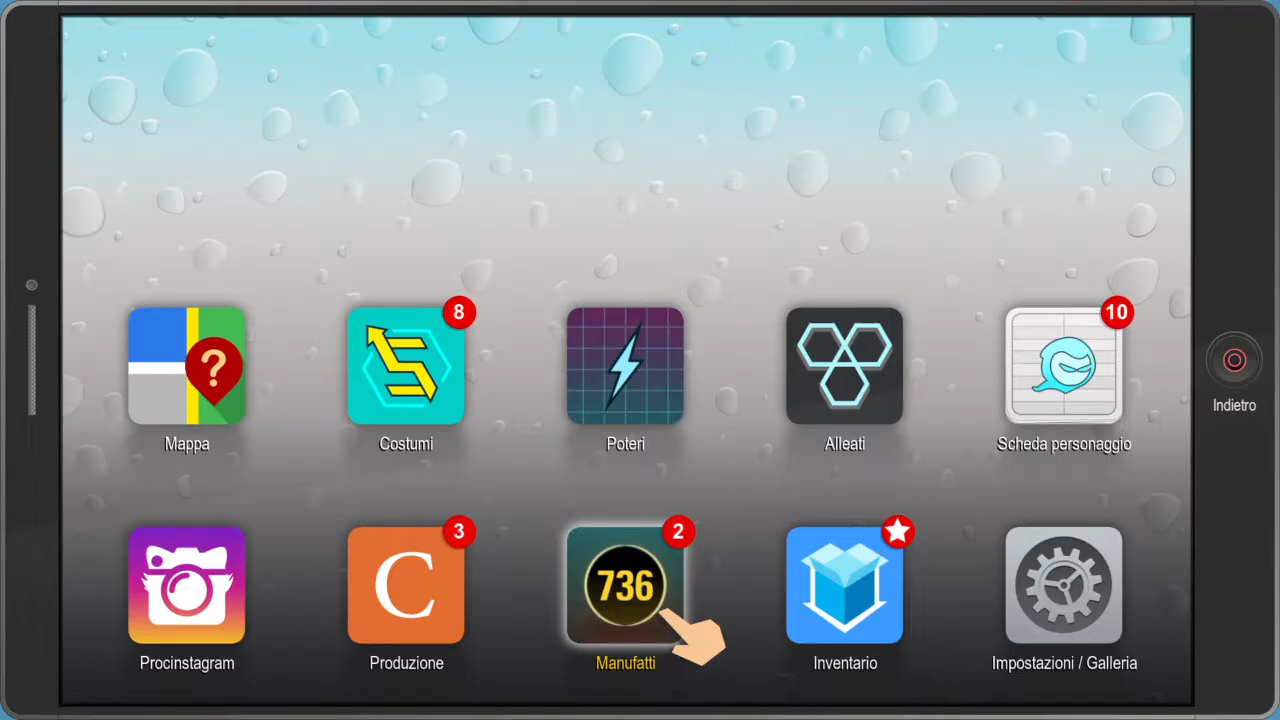 8
10
?
Mappa
Costumi
Poteri
Alleati
Scheda personaggio
Indietro
3
2
C
736
Procinstagram
Produzione
Manufatti
Inventario
Impostazioni / Galleria